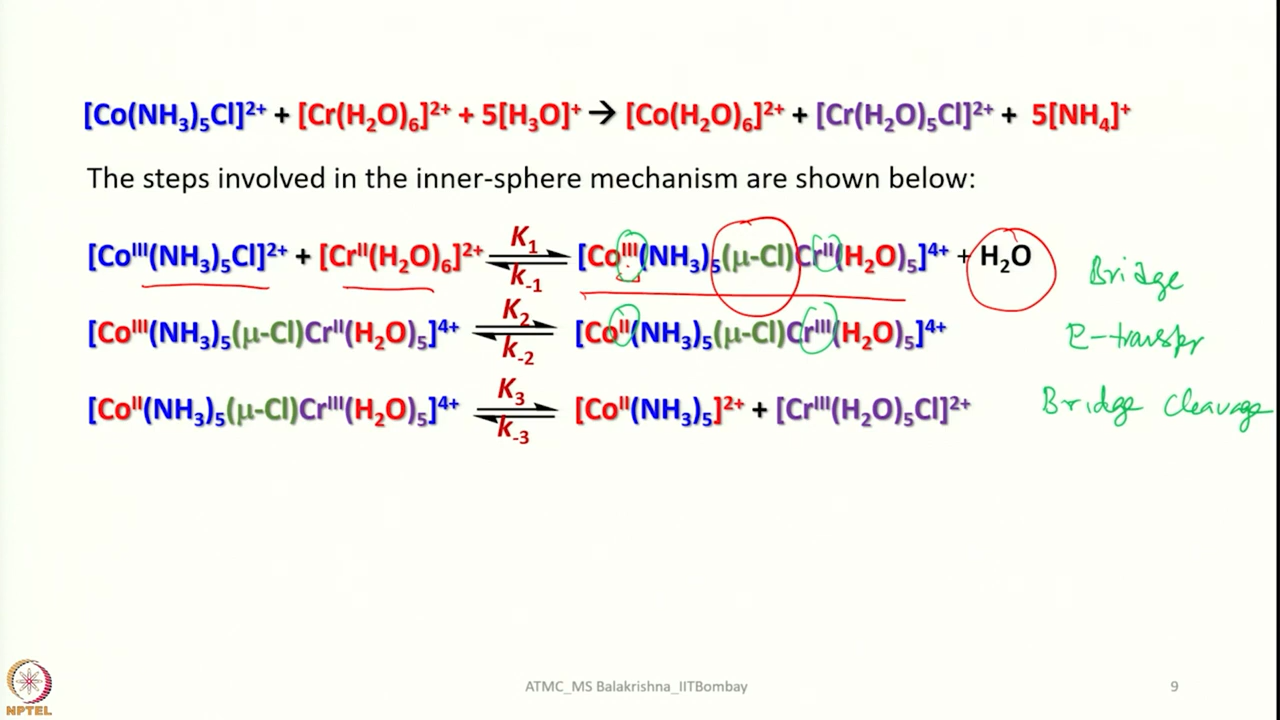 [Co(NH₃)₅Cl]²⁺ + [Cr(H₂O)₆]²⁺ + 5[H₃O]⁺ → [Co(H₂O)₆]²⁺ + [Cr(H₂O)₅Cl]²⁺ + 5[NH₄]⁺
The steps involved in the inner-sphere mechanism are shown below:
[Coᴵᴵᴵ(NH₃)₅Cl]²⁺ + [Crᴵᴵ(H₂O)₆]²⁺ K₁ ⇌ k₋₁ [Coᴵᴵᴵ(NH₃)₅(μ-Cl)Crᴵᴵ(H₂O)₅]⁴⁺ + H₂O Bridge
[Coᴵᴵᴵ(NH₃)₅(μ-Cl)Crᴵᴵ(H₂O)₅]⁴⁺ K₂ ⇌ k₋₂ [Coᴵᴵ(NH₃)₅(μ-Cl)Crᴵᴵᴵ(H₂O)₅]⁴⁺ e-transfr
[Coᴵᴵ(NH₃)₅(μ-Cl)Crᴵᴵᴵ(H₂O)₅]⁴⁺ K₃ ⇌ k₋₃ [Coᴵᴵ(NH₃)₅]²⁺ + [Crᴵᴵᴵ(H₂O)₅Cl]²⁺ Bridge Cleavage
NPTEL
ATMC_MS Balakrishna_IITBombay
9